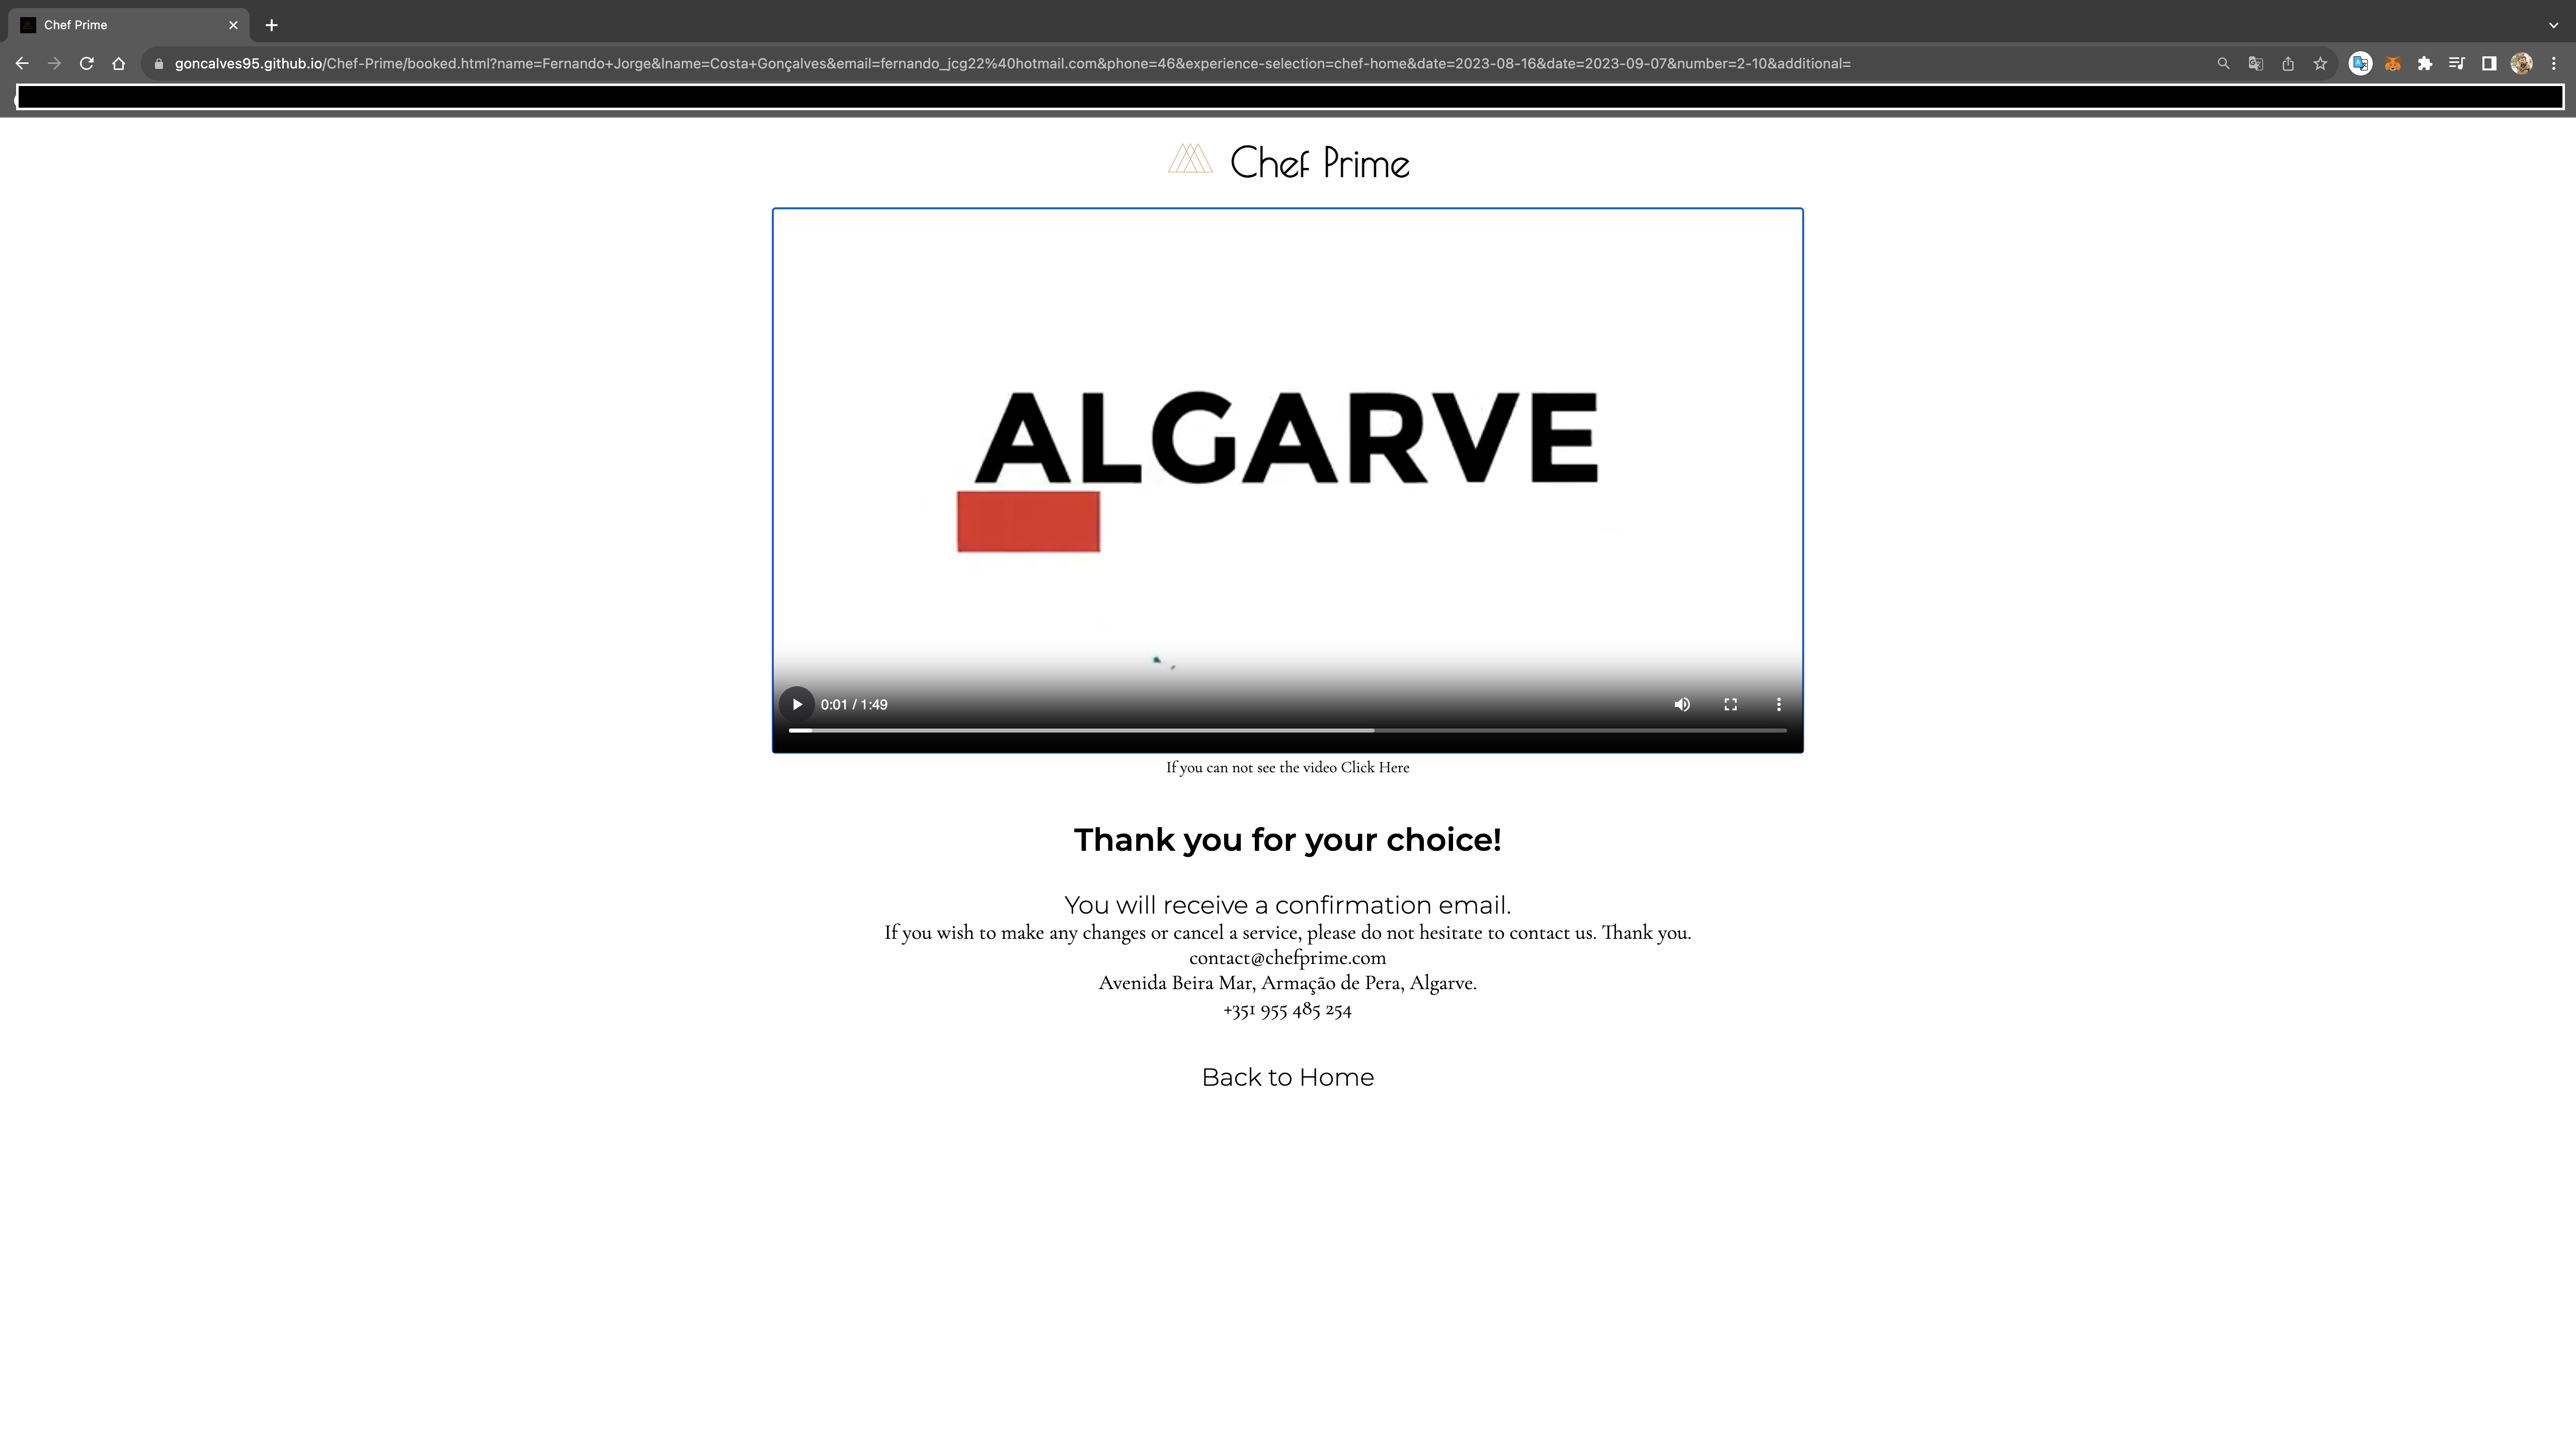 Chef Prime
goncalves95.github.io/Chef-Prime/booked.html?name=Fernando+Jorge&lname=Costa+Gonçalves&email=fernando_jcg22%40hotmail.com&phone=46&experience-selection=chef-home&date=2023-08-16&date=2023-09-07&number=2-10&additional=
Chef Prime
ALGARVE
0:01 / 1:49
If you can not see the video Click Here
Thank you for your choice!
You will receive a confirmation email.
If you wish to make any changes or cancel a service, please do not hesitate to contact us. Thank you.
contact@chefprime.com
Avenida Beira Mar, Armação de Pera, Algarve.
+351 955 485 254
Back to Home